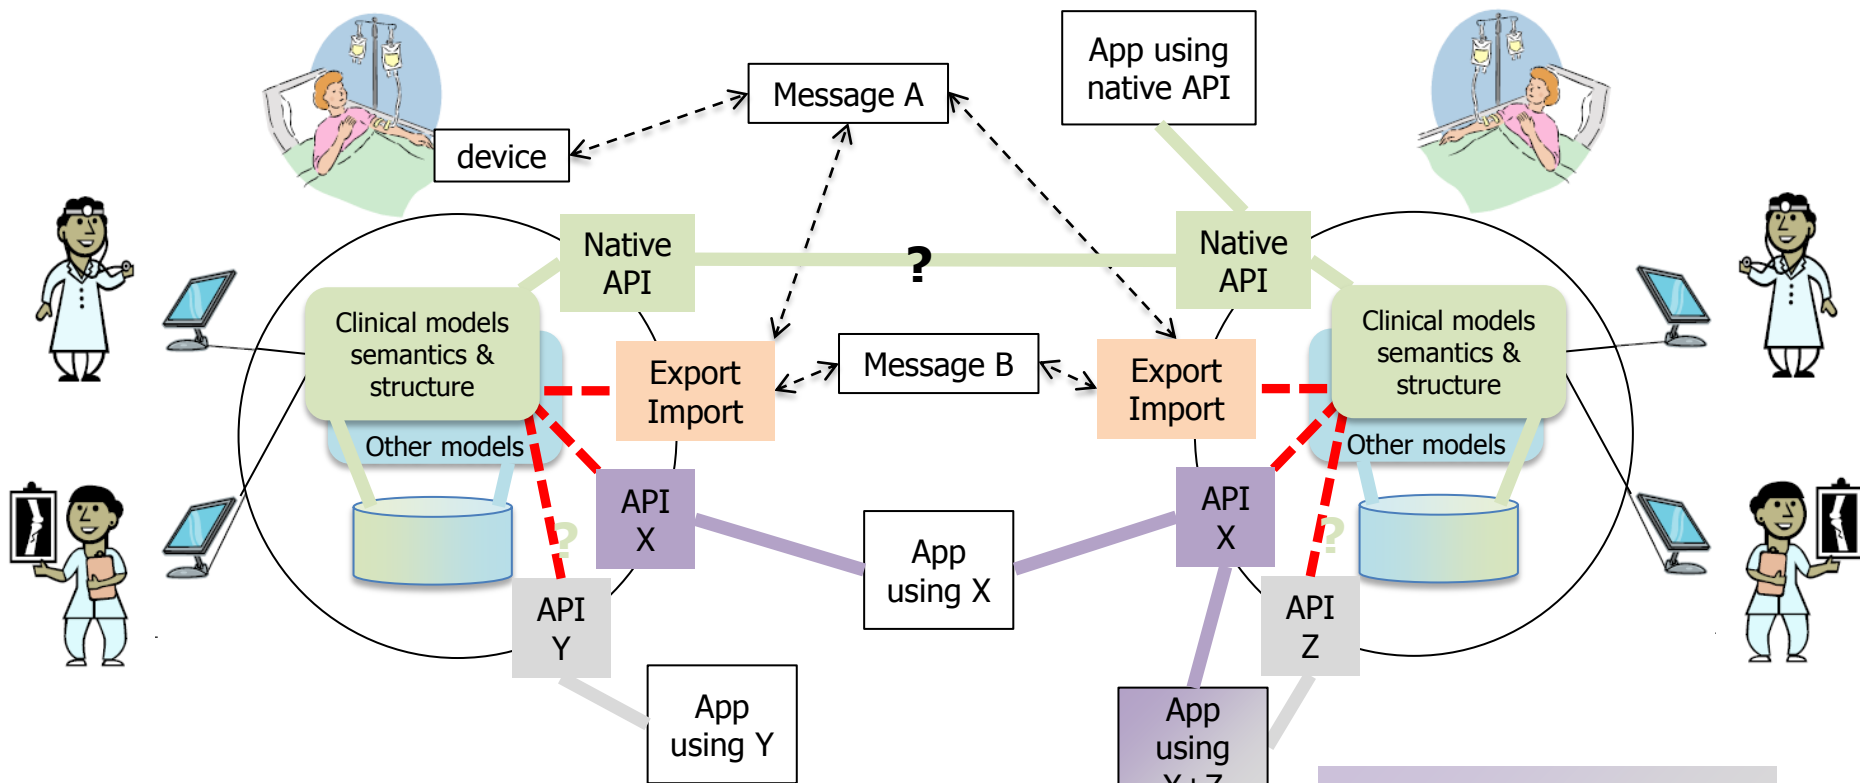 App using
native API
Message A
device
Native
API
?
Native
API
Clinical models
semantics &
structure
Clinical models
semantics &
structure
Export
Import
Message B
Export
Import
Other models
Other models
API
X
?
App
using X
API
X
?
API
Y
API
Z
App
using Y
App
using
X+Z